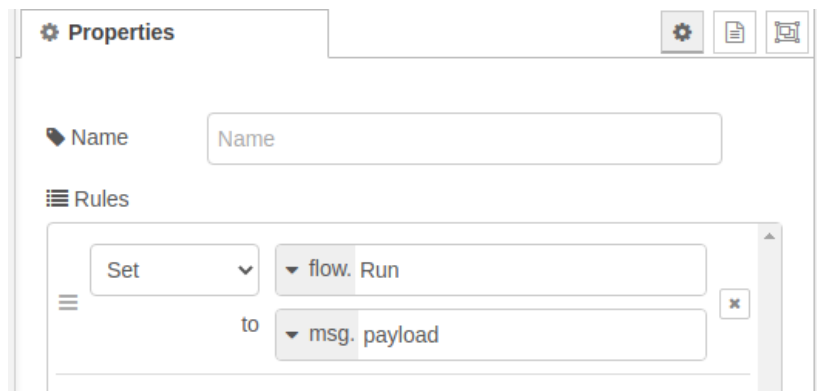 Properties
Name
Name
Rules
Set
flow. Run
to
msg. payload